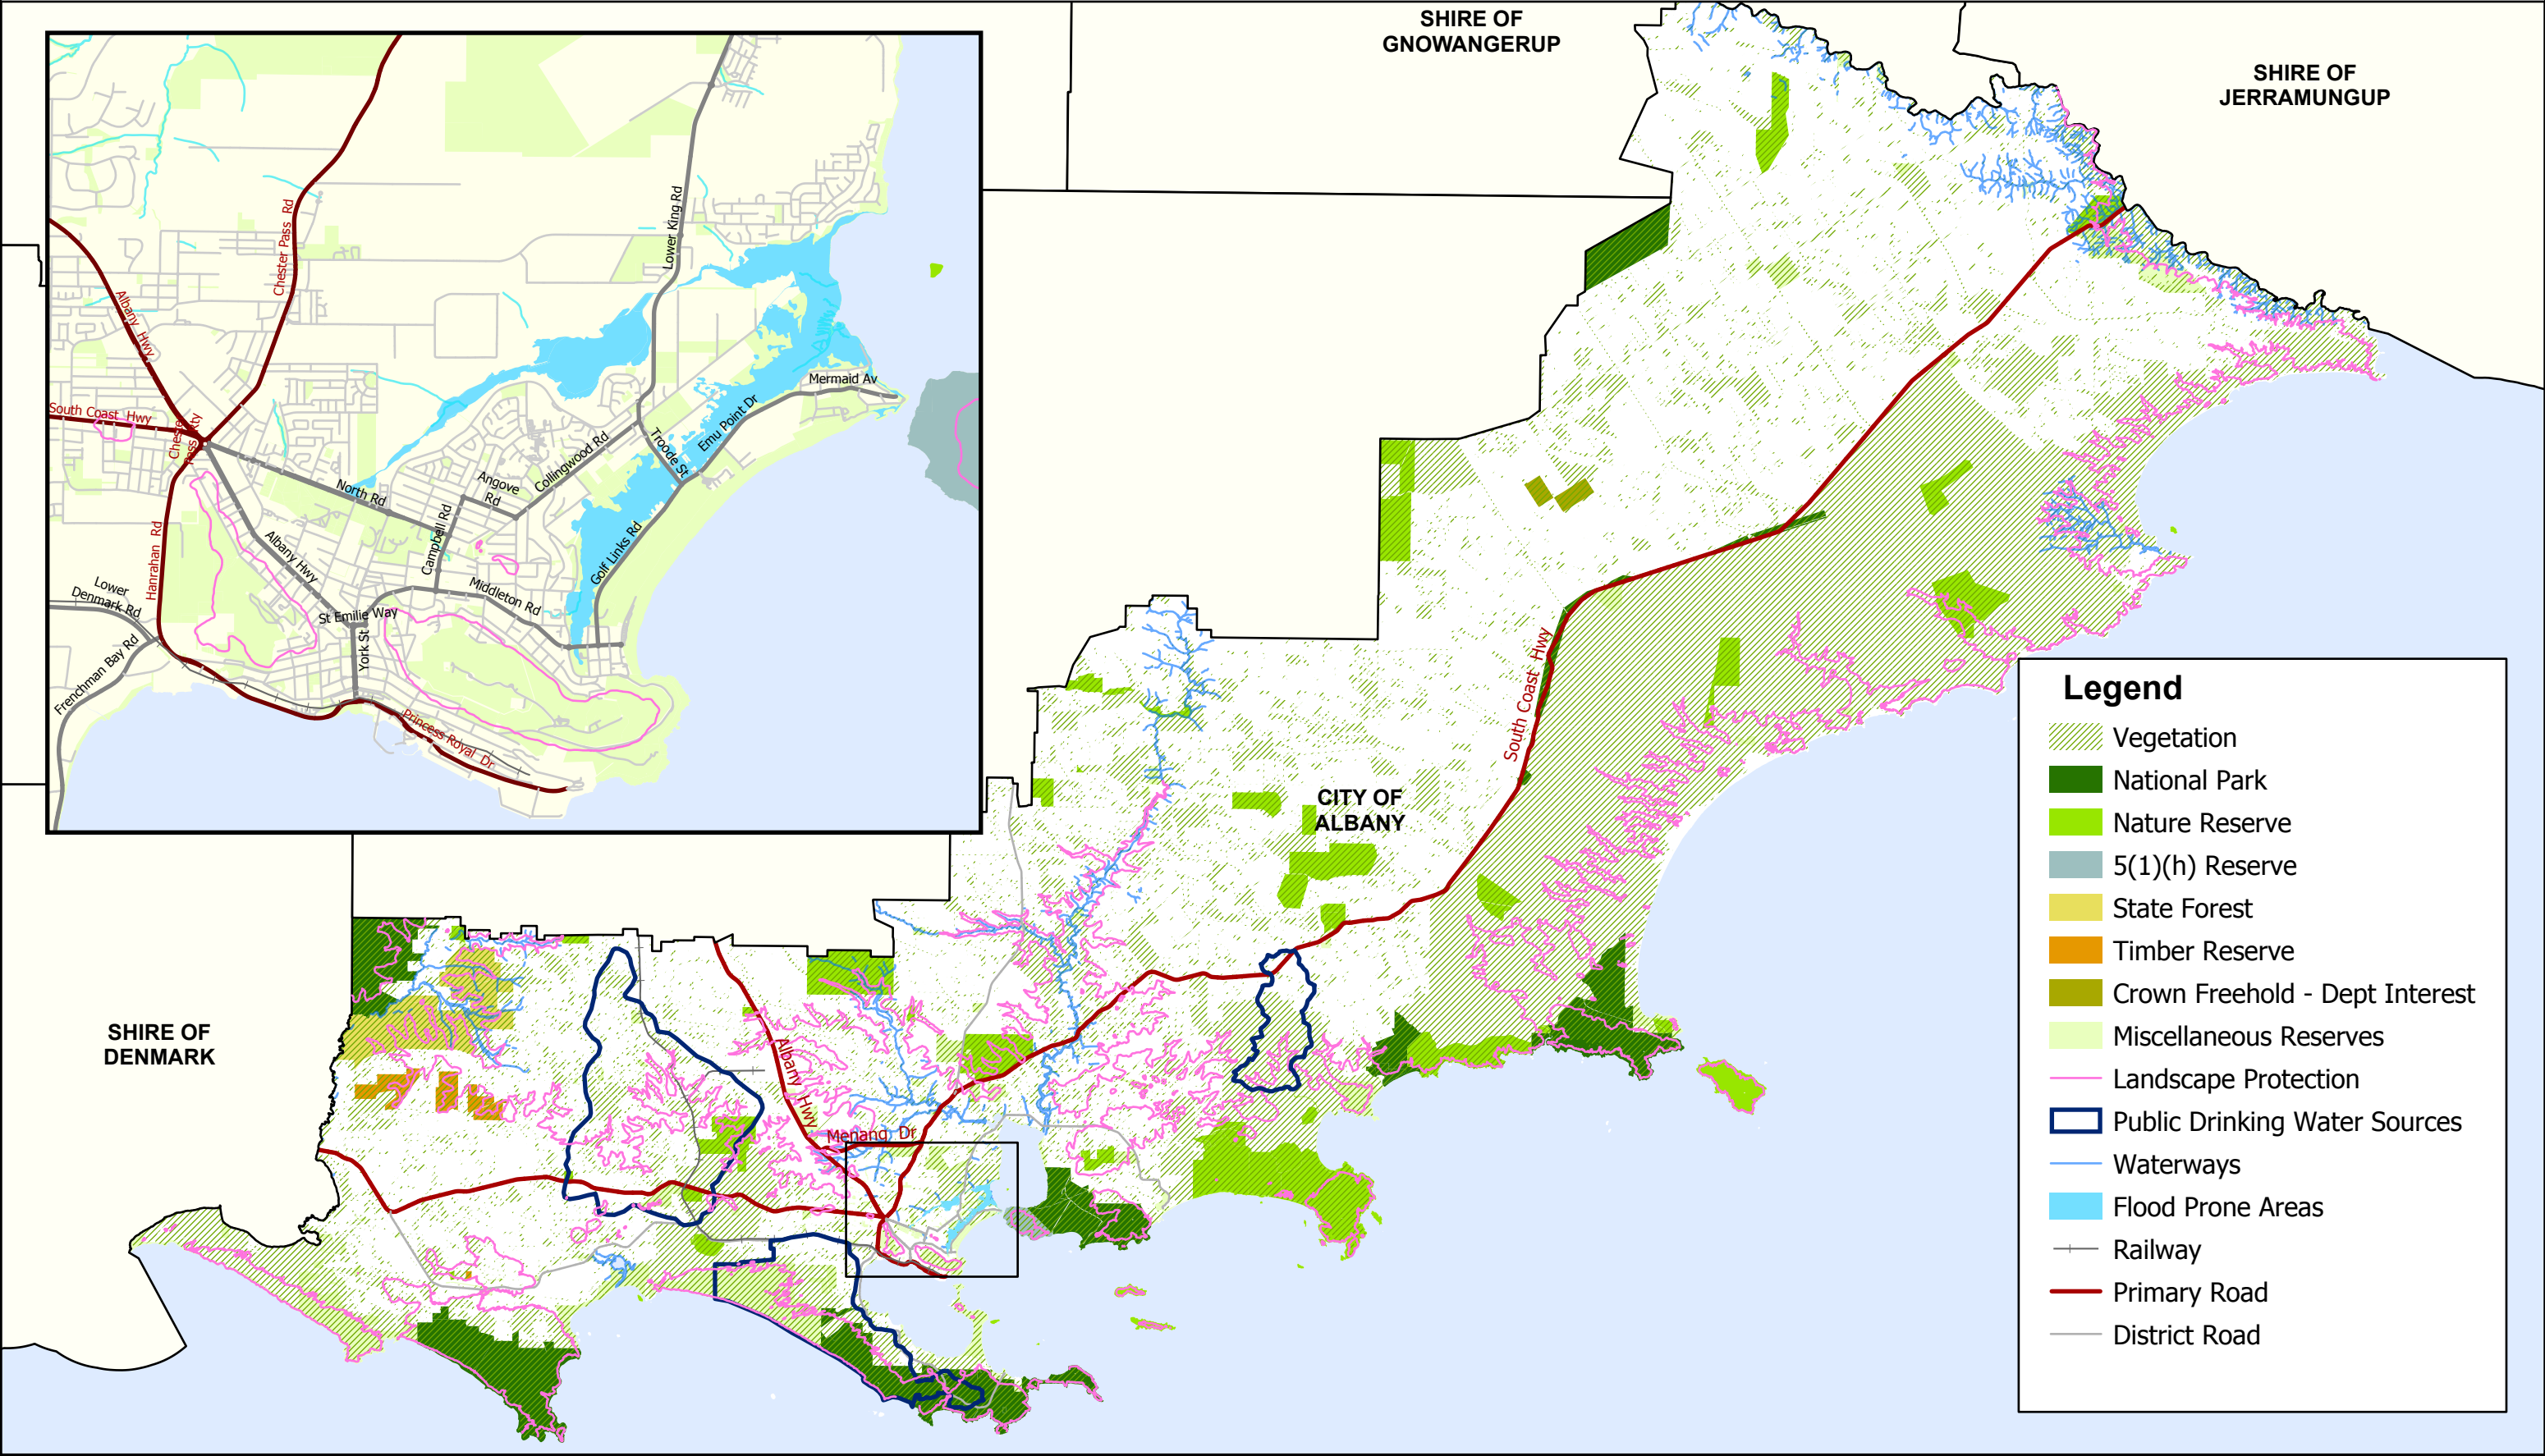 SHIRE OF
GNOWANGERUP
SHIRE OF
JERRAMUNGUP
Chester Pass Rd
Lower King Rd
Albany Hwy
South Coast Hwy
Chester
Pass Rty
Mermaid Av
Emu Point Dr
Troode St
Collingwood Rd
Angove
Rd
North Rd
Campbell Rd
Albany Hwy
Hanrahan Rd
Golf Links Rd
Middleton Rd
Lower
Denmark Rd
St Emilie Way
York St
Frenchman Bay Rd
Princess Royal Dr
South Coast Hwy
CITY OF
ALBANY
SHIRE OF
DENMARK
Albany Hwy
Menang Dr
Legend
Vegetation
National Park
Nature Reserve
5(1)(h) Reserve
State Forest
Timber Reserve
Crown Freehold - Dept Interest
Miscellaneous Reserves
Landscape Protection
Public Drinking Water Sources
Waterways
Flood Prone Areas
Railway
Primary Road
District Road